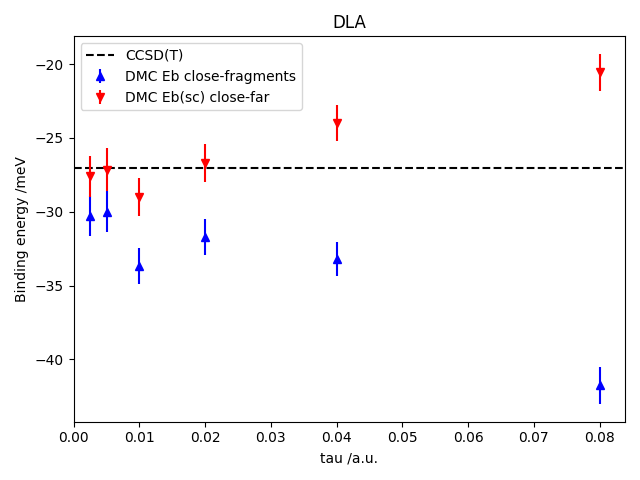 DLA
CCSD(T)
DMC Eb close-fragments
DMC Eb(sc) close-far
Binding energy /meV
−20
−25
−30
−35
−40
0.00 0.01 0.02 0.03 0.04 0.05 0.06 0.07 0.08
tau /a.u.